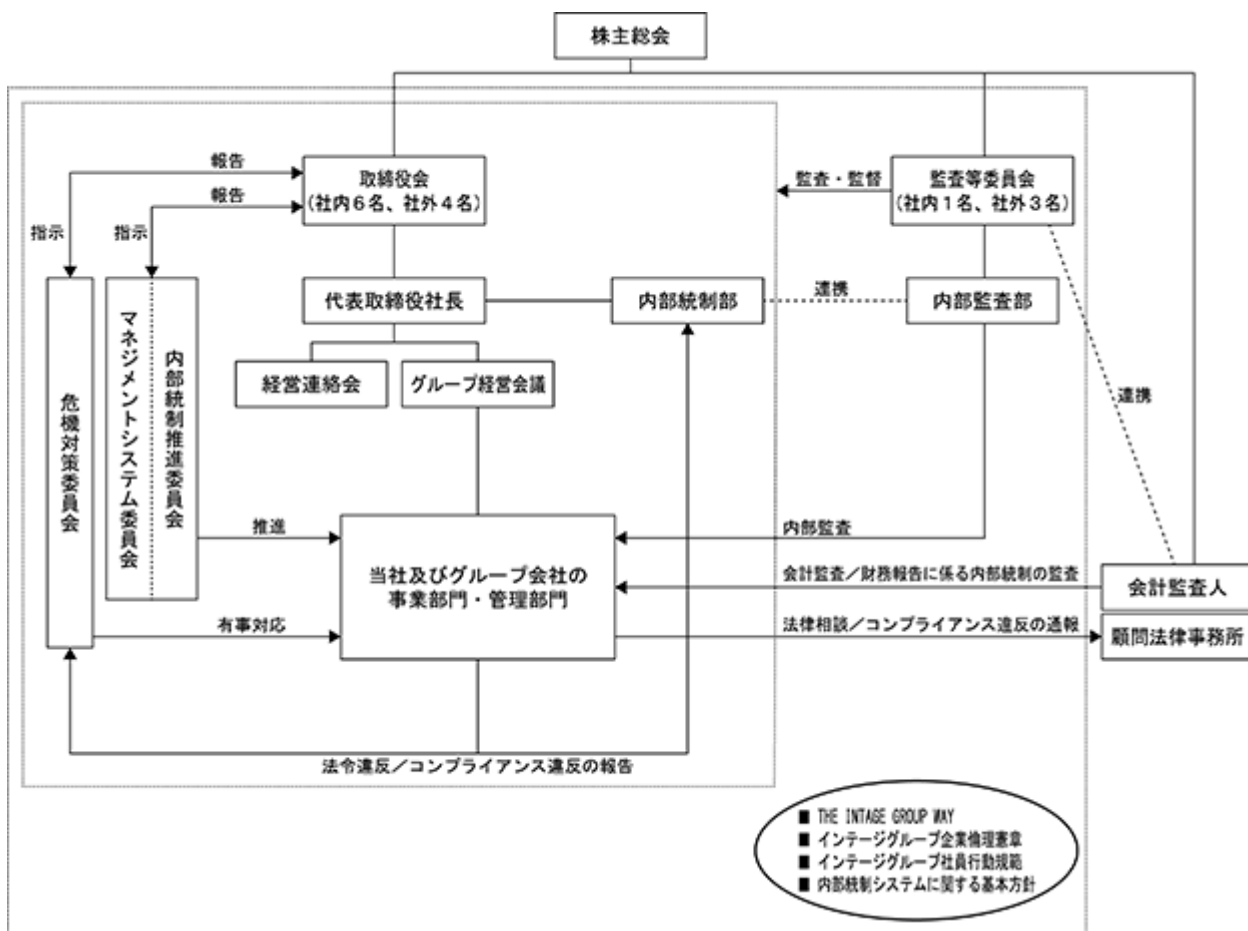 株主総会
報告
取締役会
(社内6名、社外4名)
監査・監督
監査等委員会
(社内1名、社外3名)
報告
指示
指示
代表取締役社長
内部統制部
連携
内部監査部
経営連絡会
グループ経営会議
危機対策委員会
マネジメントシステム委員会
内部統制推進委員会
連携
推進
内部監査
当社及びグループ会社の
事業部門・管理部門
会計監査/財務報告に係る内部統制の監査
会計監査人
有事対応
法律相談/コンプライアンス違反の通報
顧問法律事務所
法令違反/コンプライアンス違反の報告
■ THE INTAGE GROUP WAY
■ インテージグループ企業倫理憲章
■ インテージグループ社員行動規範
■ 内部統制システムに関する基本方針